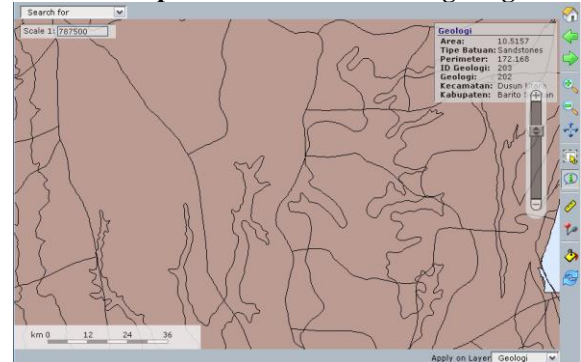 Search for
Scale 1: 787500
Geologi
Area: 10.5157
Tipe Batuan: Sandstones
Perimeter: 172.168
ID Geologi: 203
Geologi: 202
Kecamatan: Dusun
Kabupaten: Barito
km 0 12 24 36
Apply on Layer Geologi